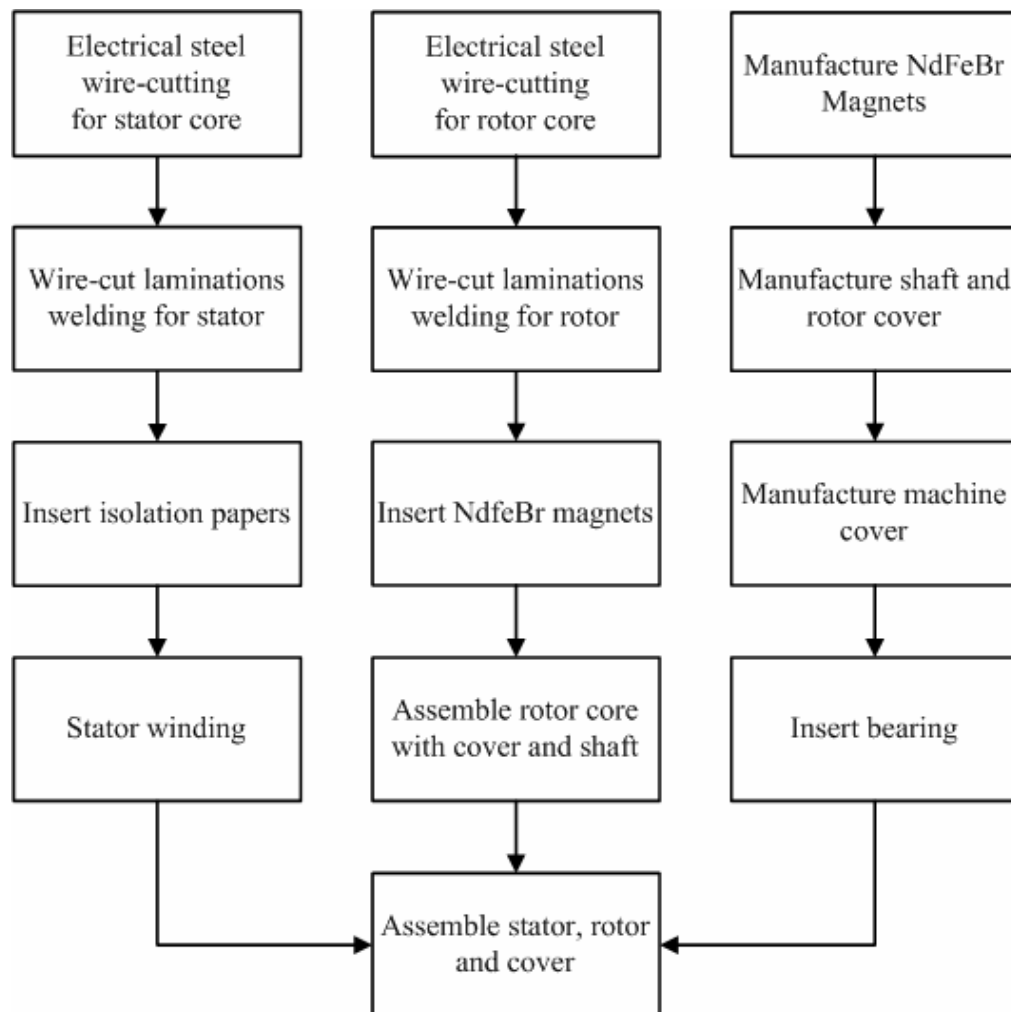 Electrical steel
wire-cutting
for stator core
Electrical steel
wire-cutting
for rotor core
Manufacture NdFeBr
Magnets
Wire-cut laminations
welding for stator
Wire-cut laminations
welding for rotor
Manufacture shaft and
rotor cover
Insert isolation papers
Insert NdfeBr magnets
Manufacture machine
cover
Stator winding
Assemble rotor core
with cover and shaft
Insert bearing
Assemble stator, rotor
and cover